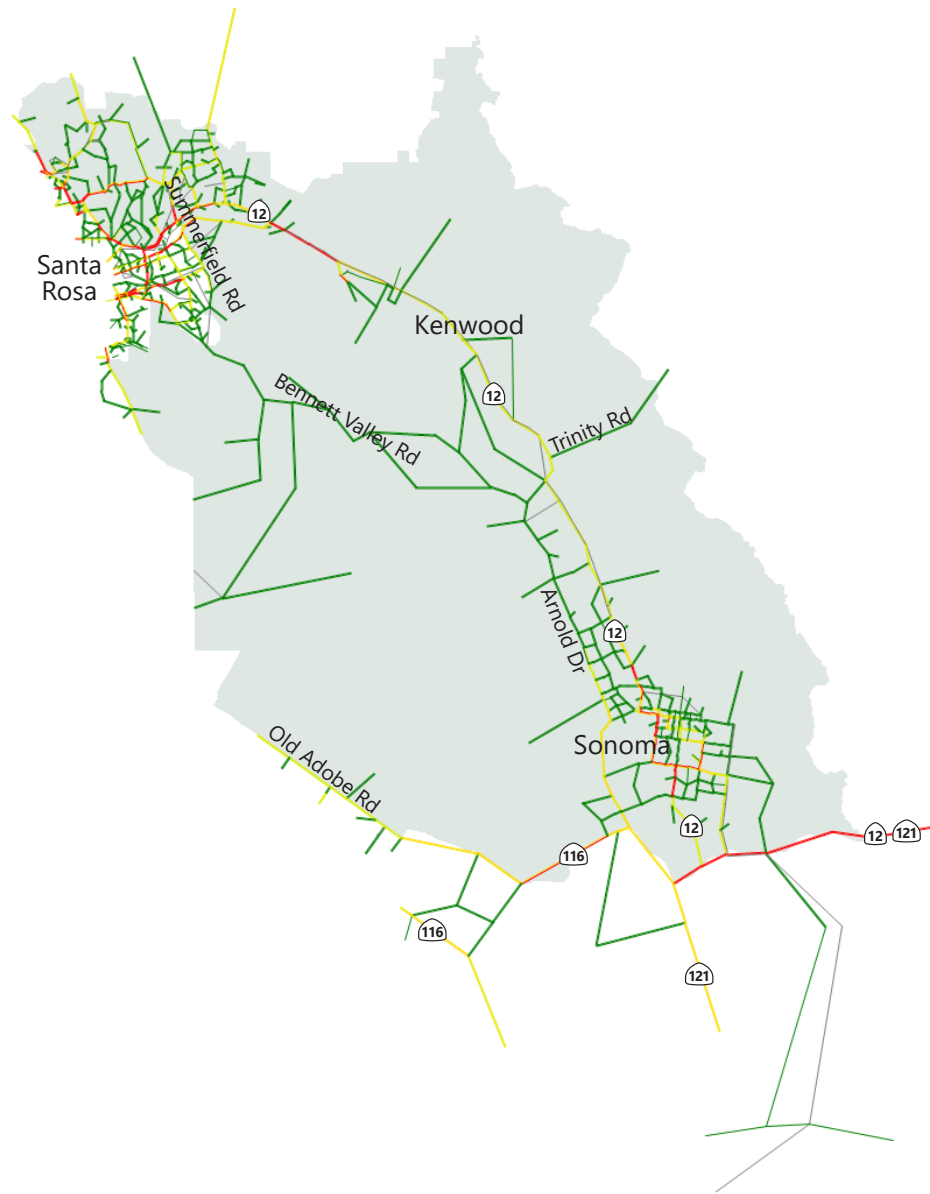 12
Summerfield Rd
Santa
Rosa
Kenwood
Bennett Valley Rd
12
Trinity Rd
Arnold Dr
12
Old Adobe Rd
Sonoma
12
12
121
116
116
121